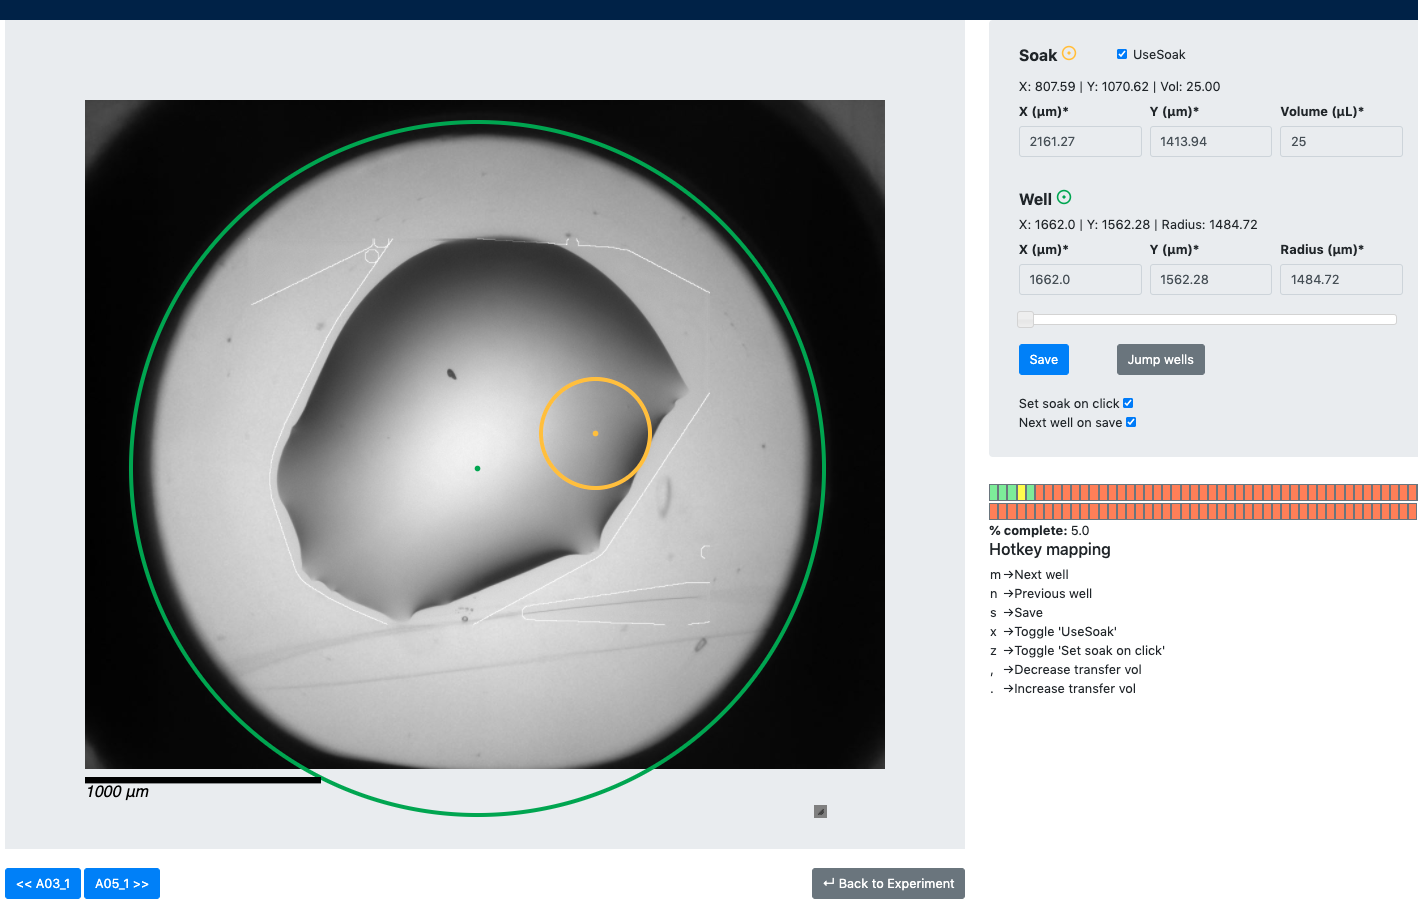 1000 µm
<< A03_1
A05_1 >>
↵ Back to Experiment
Soak
UseSoak
X: 807.59 | Y: 1070.62 | Vol: 25.00
X (µm)* Y (µm)* Volume (µL)*
2161.27 1413.94 25
Well
X: 1662.0 | Y: 1562.28 | Radius: 1484.72
X (µm)* Y (µm)* Radius (µm)*
1662.0 1562.28 1484.72
Save Jump wells
Set soak on click
Next well on save
% complete: 5.0
Hotkey mapping
m →Next well
n →Previous well
s →Save
x →Toggle 'UseSoak'
z →Toggle 'Set soak on click'
, →Decrease transfer vol
. →Increase transfer vol